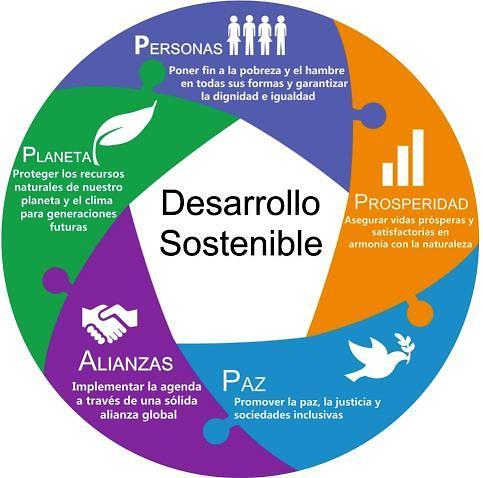 PERSONAS
Poner fin a la pobreza y el hambre
en todas sus formas y garantizar
la dignidad e igualdad
PROSPERIDAD
Asegurar vidas prósperas y
satisfactorias en
armonía con la naturaleza
PAZ
Promover la paz, la justicia y
sociedades inclusivas
ALIANZAS
Implementar la agenda
a través de una sólida
alianza global
PLANETA
Proteger los recursos
naturales de nuestro
planeta y el clima
para generaciones
futuras
Desarrollo
Sostenible